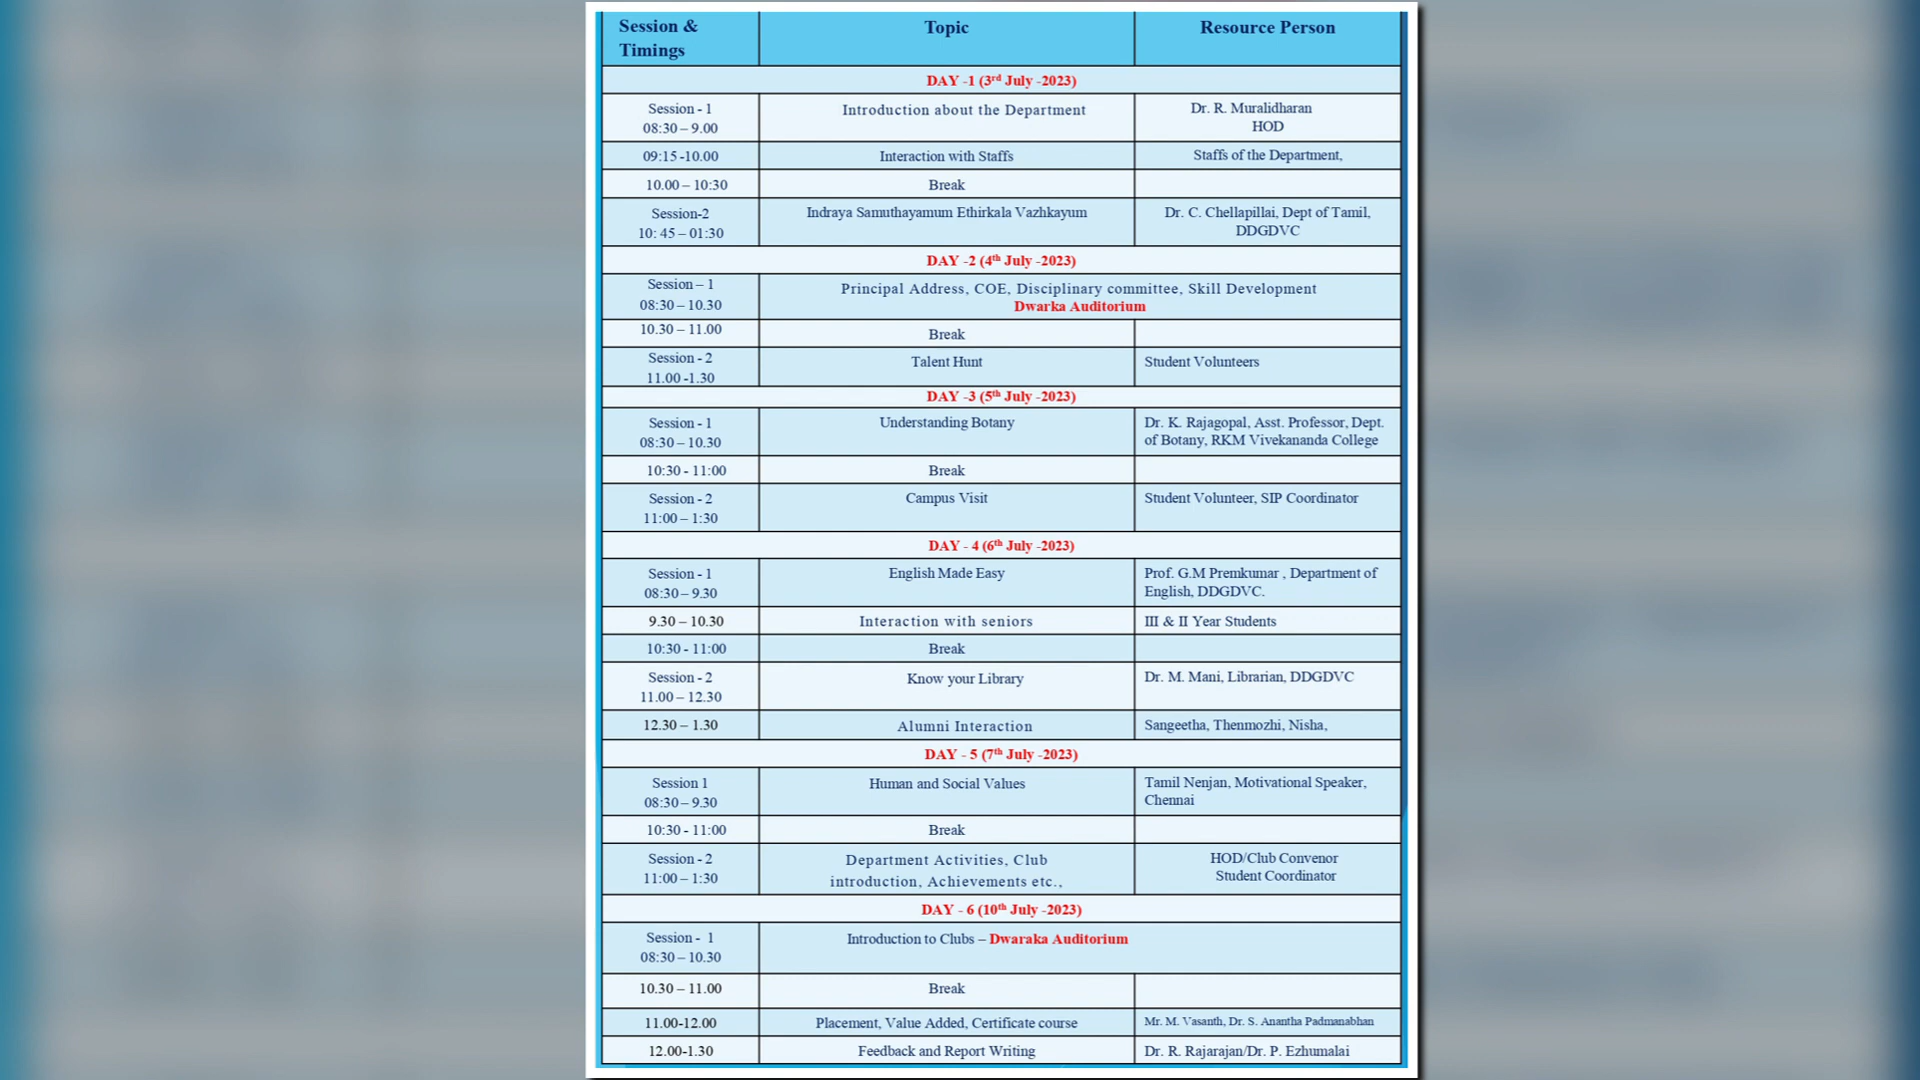 Session &
Timings
Topic
Resource Person
DAY -1 (3rd July -2023)
Session - 1
08:30 – 9.00
Introduction about the Department
Dr. R. Muralidharan
HOD
09:15 -10.00
Interaction with Staffs
Staffs of the Department,
10.00 – 10:30
Break
Session-2
10: 45 – 01:30
Indraya Samuthayamum Ethirkala Vazhkayum
Dr. C. Chellapillai, Dept of Tamil,
DDGDVC
DAY -2 (4th July -2023)
Session – 1
08:30 – 10.30
Principal Address, COE, Disciplinary committee, Skill Development
Dwarka Auditorium
10.30 – 11.00
Break
Session - 2
11.00 -1.30
Talent Hunt
Student Volunteers
DAY -3 (5th July -2023)
Session - 1
08:30 – 10.30
Understanding Botany
Dr. K. Rajagopal, Asst. Professor, Dept.
of Botany, RKM Vivekananda College
10:30 - 11:00
Break
Session - 2
11:00 – 1:30
Campus Visit
Student Volunteer, SIP Coordinator
DAY - 4 (6th July -2023)
Session - 1
08:30 – 9.30
English Made Easy
Prof. G.M Premkumar , Department of
English, DDGDVC.
9.30 – 10.30
Interaction with seniors
III & II Year Students
10:30 - 11:00
Break
Session - 2
11.00 – 12.30
Know your Library
Dr. M. Mani, Librarian, DDGDVC
12.30 – 1.30
Alumni Interaction
Sangeetha, Thenmozhi, Nisha,
DAY - 5 (7th July -2023)
Session 1
08:30 – 9.30
Human and Social Values
Tamil Nenjan, Motivational Speaker,
Chennai
10:30 - 11:00
Break
Session - 2
11:00 – 1:30
Department Activities, Club
introduction, Achievements etc.,
HOD/Club Convenor
Student Coordinator
DAY - 6 (10th July -2023)
Session - 1
08:30 – 10.30
Introduction to Clubs – Dwaraka Auditorium
10.30 – 11.00
Break
11.00-12.00
Placement, Value Added, Certificate course
Mr. M. Vasanth, Dr. S. Anantha Padmanabhan
12.00-1.30
Feedback and Report Writing
Dr. R. Rajarajan/Dr. P. Ezhumalai